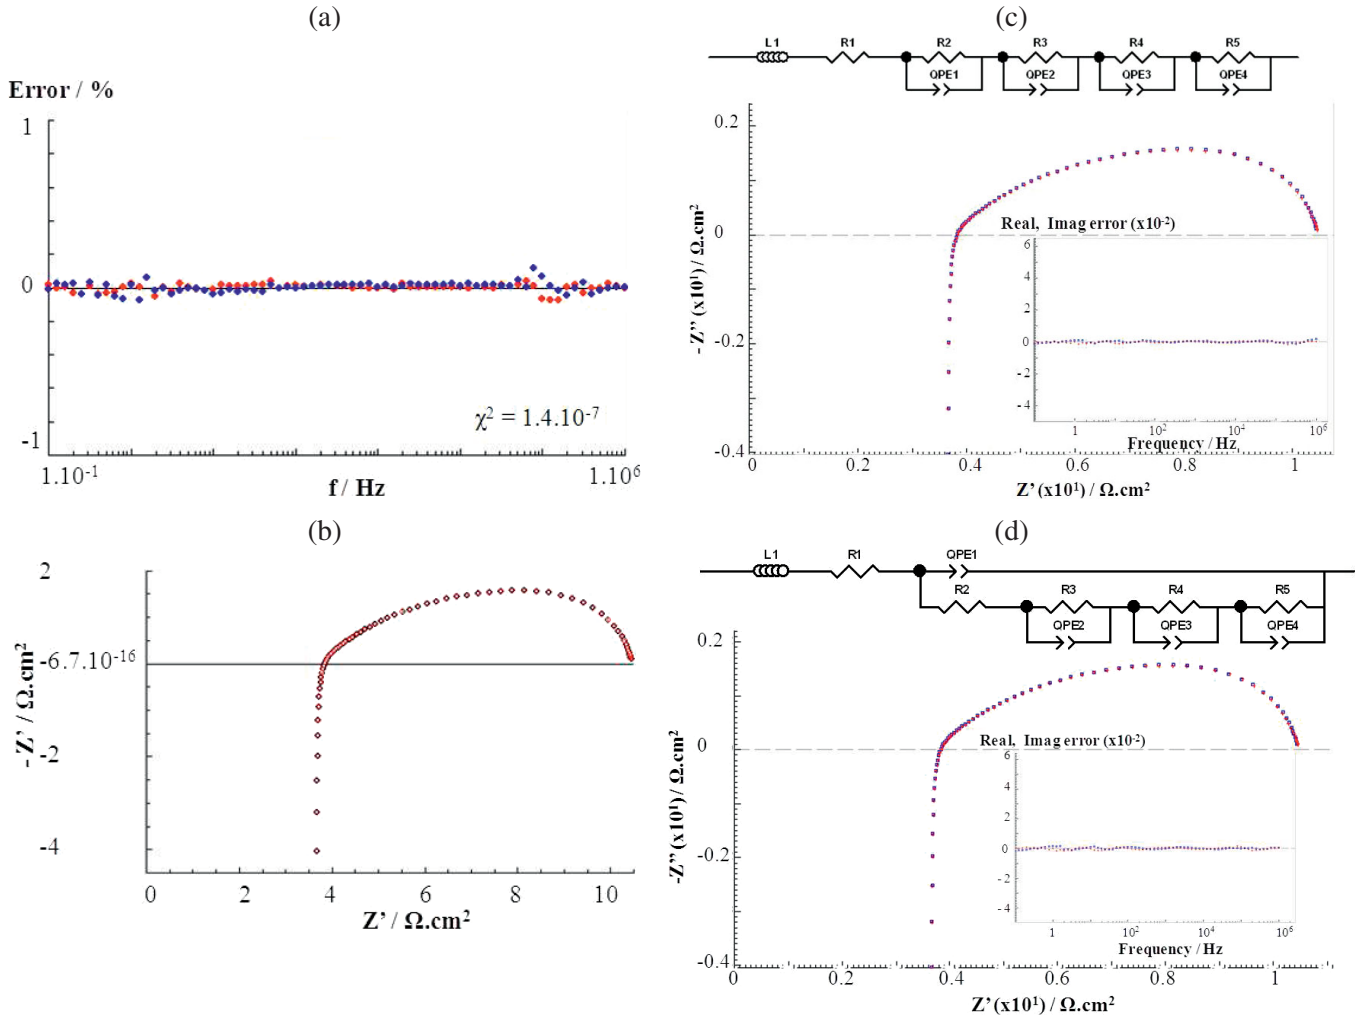 (a)
Error / %
1
0
-1
χ² = 1.4.10⁻⁷
1.10⁻¹
1.10⁶
f / Hz
(b)
2
-6.7.10⁻¹⁶
-2
-4
-Z' / Ω.cm²
0 2 4 6 8 10
Z' / Ω.cm²
(c)
L1 R1 R2 R3 R4 R5
QPE1 QPE2 QPE3 QPE4
0.2
0
-0.2
-0.4
-Z'' (x10¹) / Ω.cm²
Real, Imag error (x10⁻²)
6
4
2
0
-2
-4
1 10² 10⁴ 10⁶
Frequency / Hz
0 0.2 0.4 0.6 0.8 1
Z' (x10¹) / Ω.cm²
(d)
L1 R1 QPE1
R2 R3 R4 R5
QPE2 QPE3 QPE4
0.2
0
-0.2
-0.4
-Z'' (x10¹) / Ω.cm²
Real, Imag error (x10⁻²)
6
4
2
0
-2
-4
1 10² 10⁴ 10⁶
Frequency / Hz
0 0.2 0.4 0.6 0.8 1
Z' (x10¹) / Ω.cm²